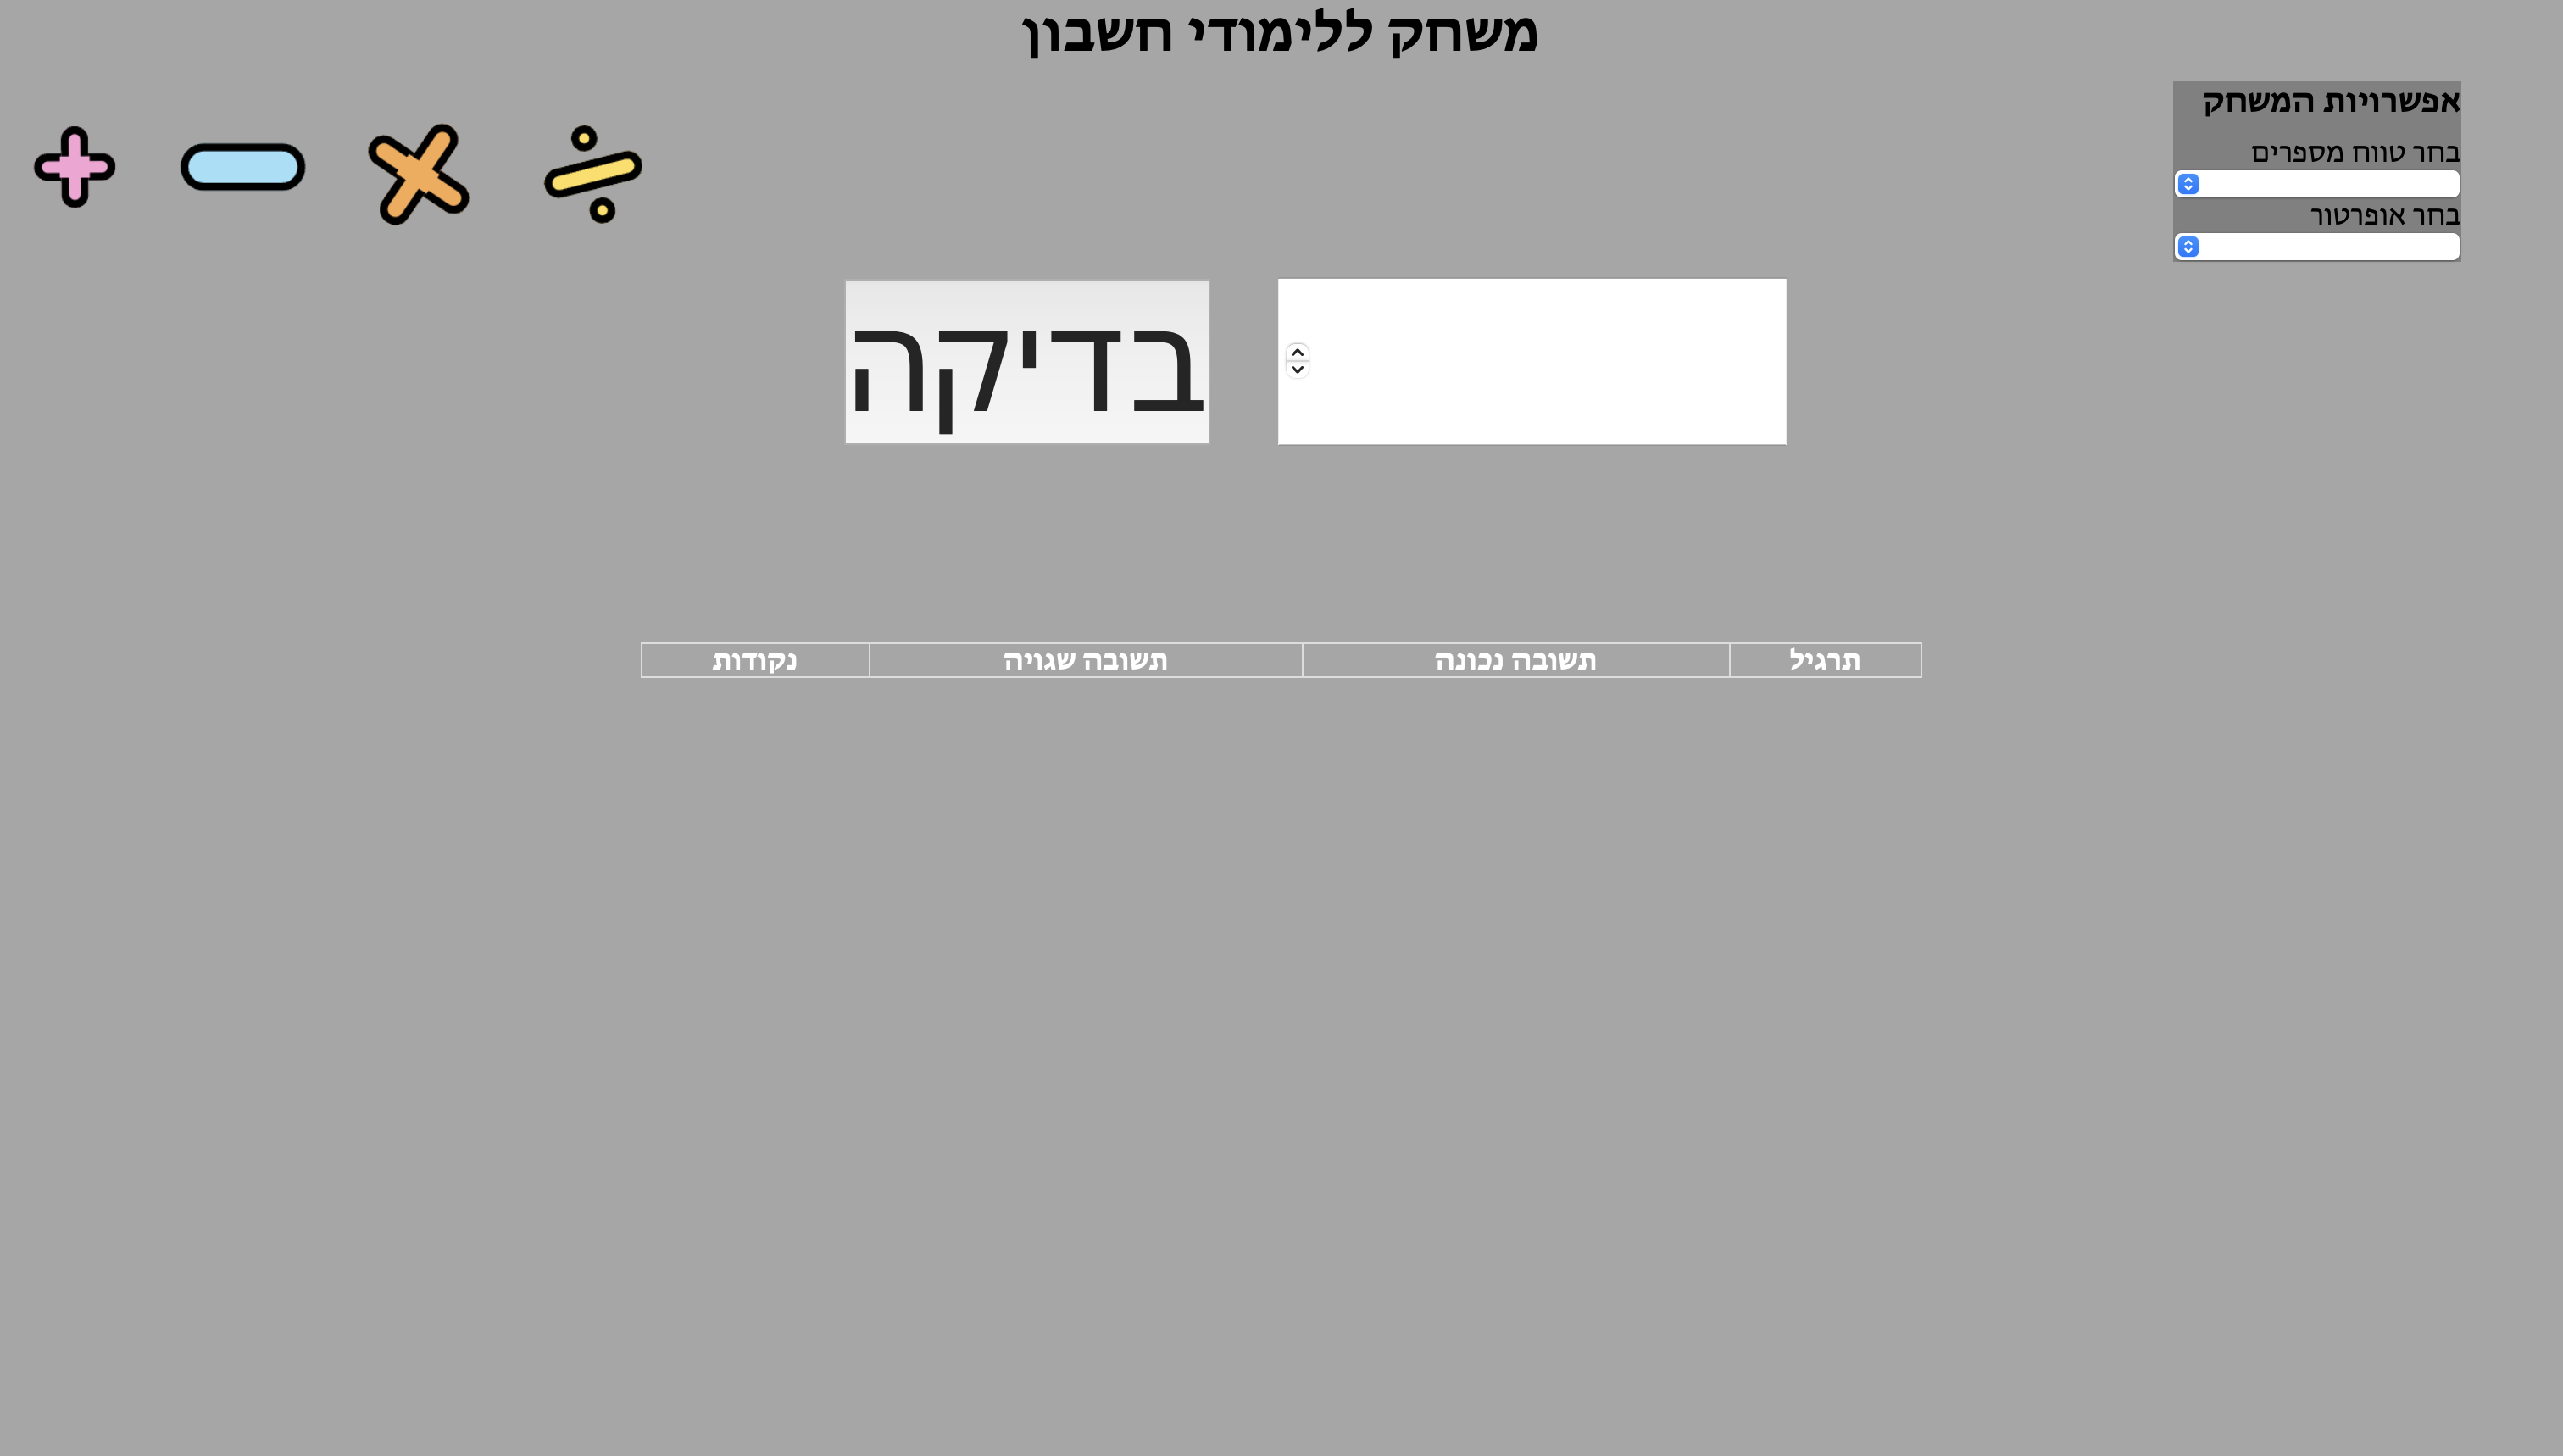 משחק ללימודי חשבון
אפשרויות המשחק
בחר טווח מספרים
בחר אופרטור
בדיקה
תרגיל תשובה נכונה תשובה שגויה נקודות